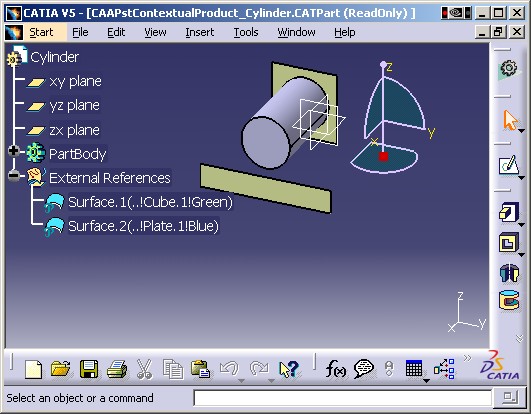 CATIA V5 - [CAAPstContextualProduct_Cylinder.CATPart (ReadOnly) ]
Start File Edit View Insert Tools Window Help
Cylinder
xy plane
yz plane
zx plane
PartBody
External References
Surface.1(..!Cube.1!Green)
Surface.2(..!Plate.1!Blue)
z
y
x
z
x y
f(x)
DS CATIA
Select an object or a command